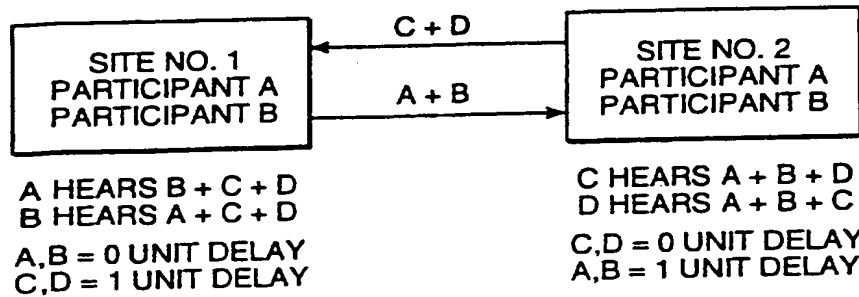 SITE NO. 1
PARTICIPANT A
PARTICIPANT B
C + D
A + B
SITE NO. 2
PARTICIPANT A
PARTICIPANT B
A HEARS B + C + D
B HEARS A + C + D
A,B = 0 UNIT DELAY
C,D = 1 UNIT DELAY
C HEARS A + B + D
D HEARS A + B + C
C,D = 0 UNIT DELAY
A,B = 1 UNIT DELAY